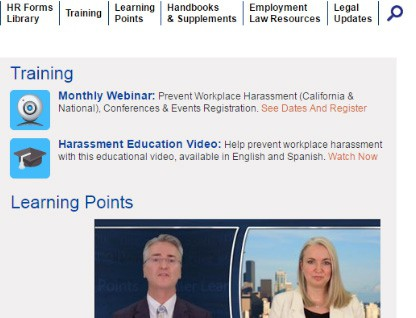 HR Forms Library
Training
Learning Points
Handbooks & Supplements
Employment Law Resources
Legal Updates
Training
Monthly Webinar: Prevent Workplace Harassment (California &
National), Conferences & Events Registration. See Dates And Register
Harassment Education Video: Help prevent workplace harassment
with this educational video, available in English and Spanish. Watch Now
Learning Points
Points
Lear